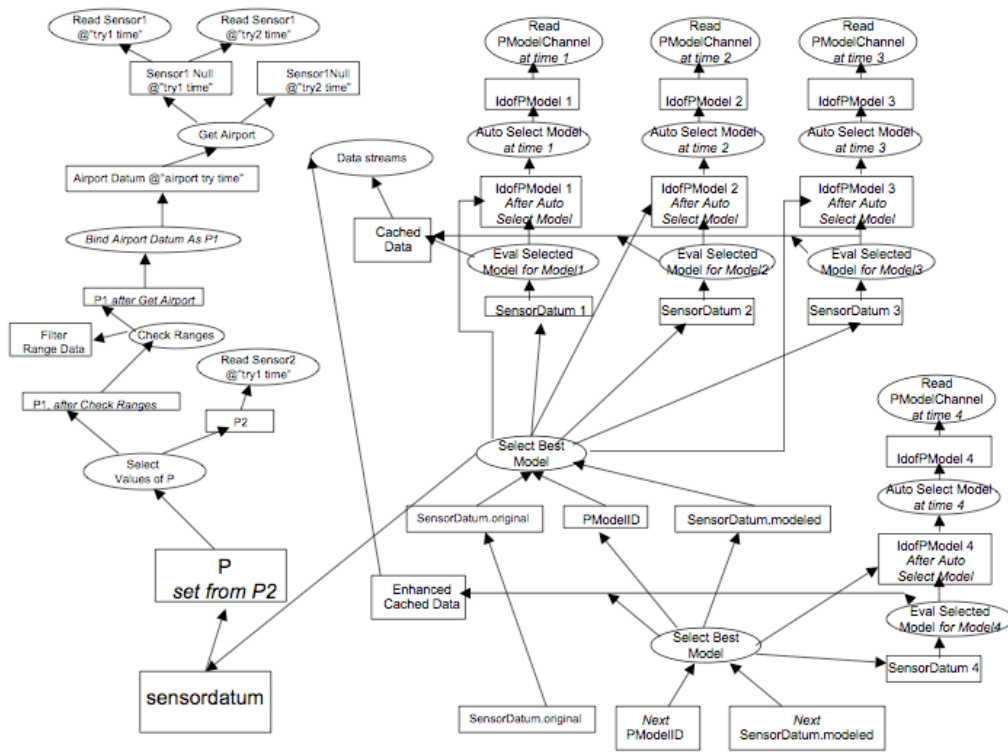 Read Sensor1
@"try1 time"
Read Sensor1
@"try2 time"
Sensor1 Null
@"try1 time"
Sensor1Null
@"try2 time"
Get Airport
Airport Datum @"airport try time"
Bind Airport Datum As P1
P1 after Get Airport
Filter
Range Data
Check Ranges
Read Sensor2
@"try1 time"
P1, after Check Ranges
P2
Select
Values of P
P
set from P2
sensordatum
Data streams
Cached
Data
Read
PModelChannel
at time 1
IdofPModel 1
Auto Select Model
at time 1
IdofPModel 1
After Auto
Select Model
Eval Selected
Model for Model1
SensorDatum 1
Read
PModelChannel
at time 2
IdofPModel 2
Auto Select Model
at time 2
IdofPModel 2
After Auto
Select Model
Eval Selected
Model for Model2
SensorDatum 2
Read
PModelChannel
at time 3
IdofPModel 3
Auto Select Model
at time 3
IdofPModel 3
After Auto
Select Model
Eval Selected
Model for Model3
SensorDatum 3
Select Best
Model
SensorDatum.original
PModelID
SensorDatum.modeled
Read
PModelChannel
at time 4
IdofPModel 4
Auto Select Model
at time 4
IdofPModel 4
After Auto
Select Model
Eval Selected
Model for Model4
SensorDatum 4
Enhanced
Cached Data
Select Best
Model
SensorDatum.original
Next
PModelID
Next
SensorDatum.modeled